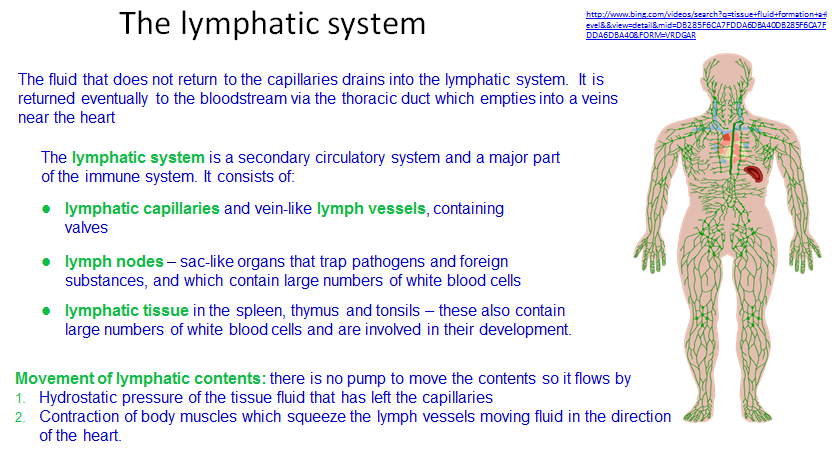 The lymphatic system
http://www.bing.com/videos/search?q=tissue+fluid+formation+a+l
evel&&view=detail&mid=DB285F6CA7FDDA6DBA40DB285F6CA7F
DDA6DBA40&FORM=VRDGAR
The fluid that does not return to the capillaries drains into the lymphatic system. It is
returned eventually to the bloodstream via the thoracic duct which empties into a veins
near the heart
The lymphatic system is a secondary circulatory system and a major part
of the immune system. It consists of:
● lymphatic capillaries and vein-like lymph vessels, containing
valves
● lymph nodes – sac-like organs that trap pathogens and foreign
substances, and which contain large numbers of white blood cells
● lymphatic tissue in the spleen, thymus and tonsils – these also contain
large numbers of white blood cells and are involved in their development.
Movement of lymphatic contents: there is no pump to move the contents so it flows by
1. Hydrostatic pressure of the tissue fluid that has left the capillaries
2. Contraction of body muscles which squeeze the lymph vessels moving fluid in the direction
of the heart.